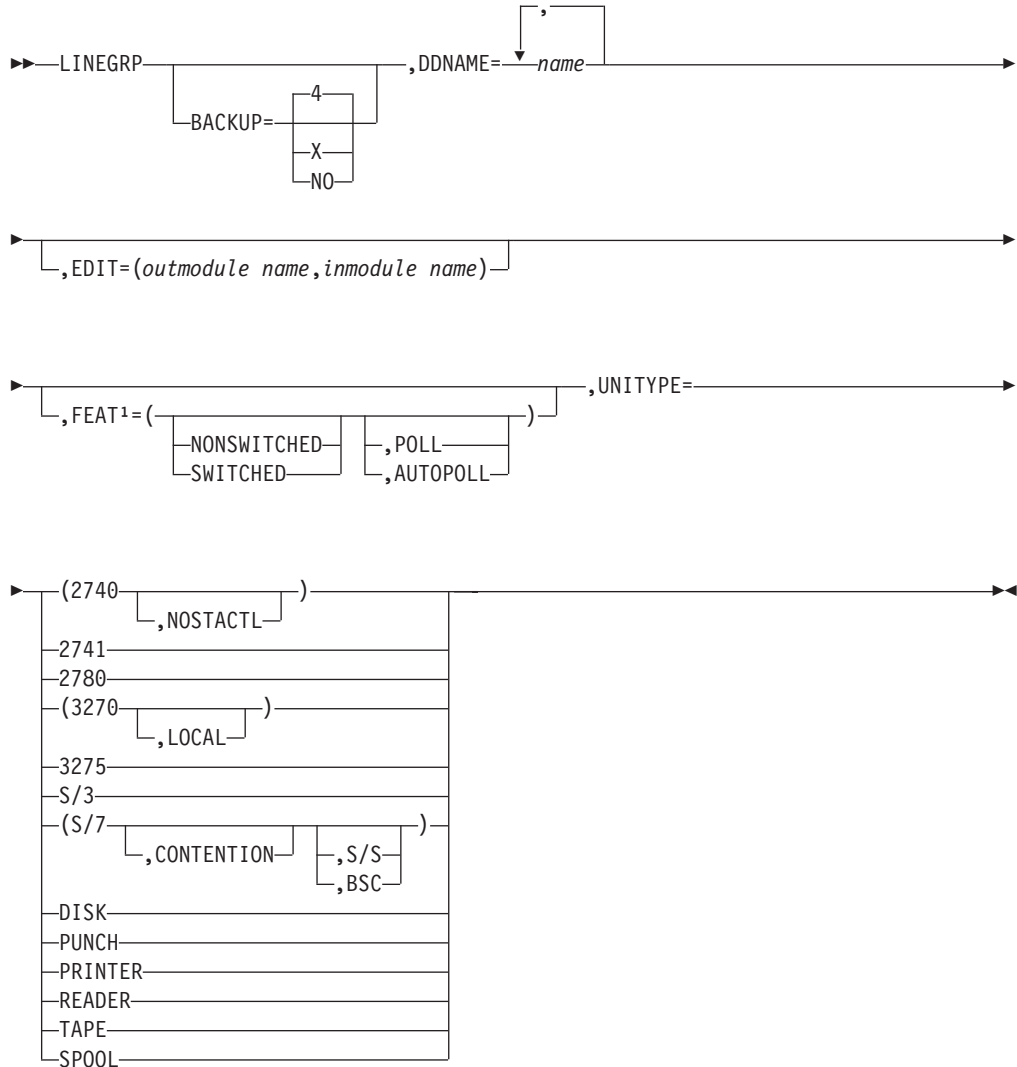 ,
LINEGRP ,DDNAME= name
BACKUP= 4
X
NO
,EDIT=(outmodule name,inmodule name)
,UNITYPE=
,FEAT¹=( )
NONSWITCHED ,POLL
SWITCHED ,AUTOPOLL
(2740 )
,NOSTACTL
2741
2780
(3270 )
,LOCAL
3275
S/3
(S/7 )
,CONTENTION ,S/S
,BSC
DISK
PUNCH
PRINTER
READER
TAPE
SPOOL